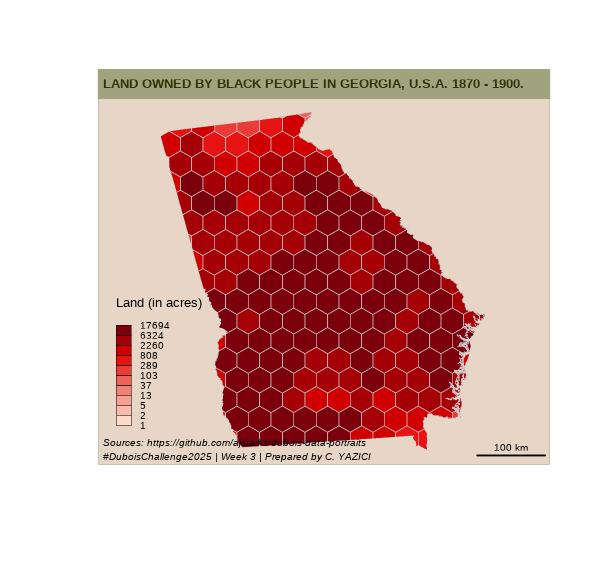 LAND OWNED BY BLACK PEOPLE IN GEORGIA, U.S.A. 1870 - 1900.
Land (in acres)
17694
6324
2260
808
289
103
37
13
5
2
1
Sources: https://github.com/ajstarks/dubois-data-portraits
#DuboisChallenge2025 | Week 3 | Prepared by C. YAZICI
100 km